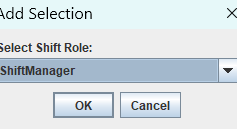 Add Selection
Select Shift Role:
ShiftManager
OK Cancel